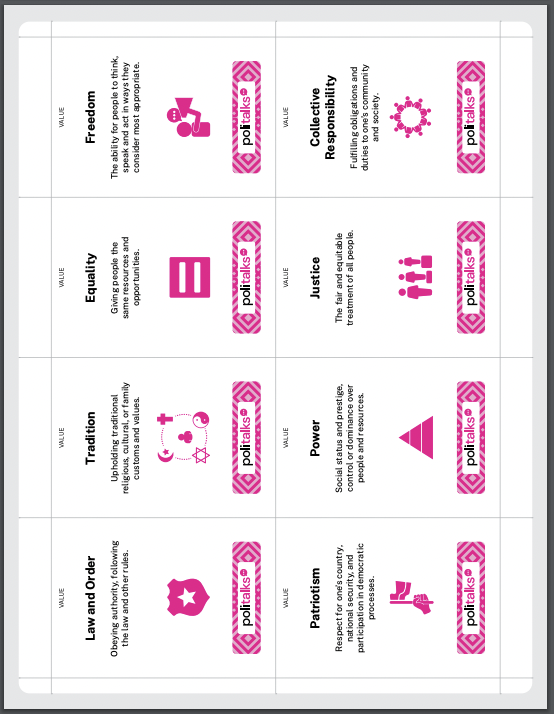 VALUE
Law and Order
Obeying authority, following
the law and other rules.
politalks
VALUE
Tradition
Upholding traditional
religious, cultural, or family
customs and values.
politalks
VALUE
Equality
Giving people the
same resources and
opportunities.
politalks
VALUE
Freedom
The ability for people to think,
speak and act in ways they
consider most appropriate.
politalks
VALUE
Patriotism
Respect for one's country,
national security, and
participation in democratic
processes.
politalks
VALUE
Power
Social status and prestige,
control or dominance over
people and resources.
politalks
VALUE
Justice
The fair and equitable
treatment of all people.
politalks
VALUE
Collective
Responsibility
Fulfilling obligations and
duties to one's community
and society.
politalks